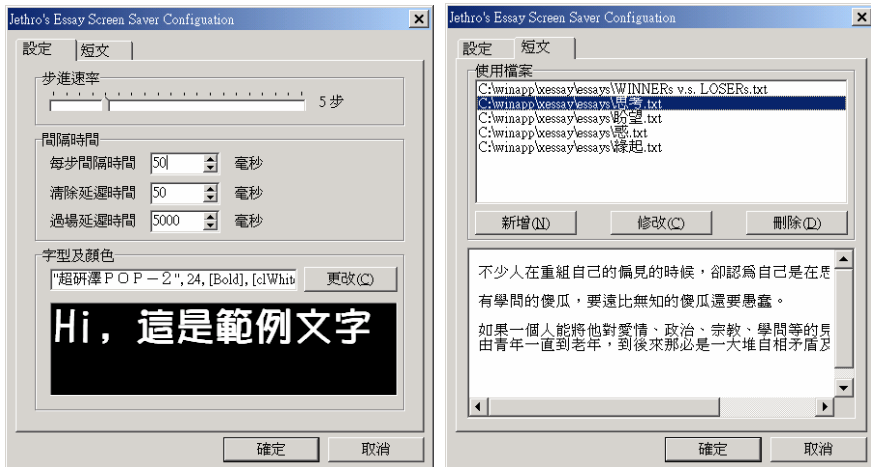 Jethro's Essay Screen Saver Configuation
設定 短文
步進速率
5 步
間隔時間
每步間隔時間 50 毫秒
清除延遲時間 50 毫秒
過場延遲時間 5000 毫秒
字型及顏色
"超研澤ＰＯＰ－２", 24, [Bold], [clWhit 更改(C)
Hi，這是範例文字
確定 取消
Jethro's Essay Screen Saver Configuation
設定 短文
使用檔案
C:\winapp\xessay\essays\WINNERs v.s. LOSERs.txt
C:\winapp\xessay\essays\思考.txt
C:\winapp\xessay\essays\盼望.txt
C:\winapp\xessay\essays\惑.txt
C:\winapp\xessay\essays\緣起.txt
新增(N) 修改(C) 刪除(D)
不少人在重組自己的偏見的時候，卻認為自己是在思
有學問的傻瓜，要遠比無知的傻瓜還要愚蠢。
如果一個人能將他對愛情、政治、宗教、學問等的見
由青年一直到老年，到後來那必是一大堆自相矛盾及
確定 取消